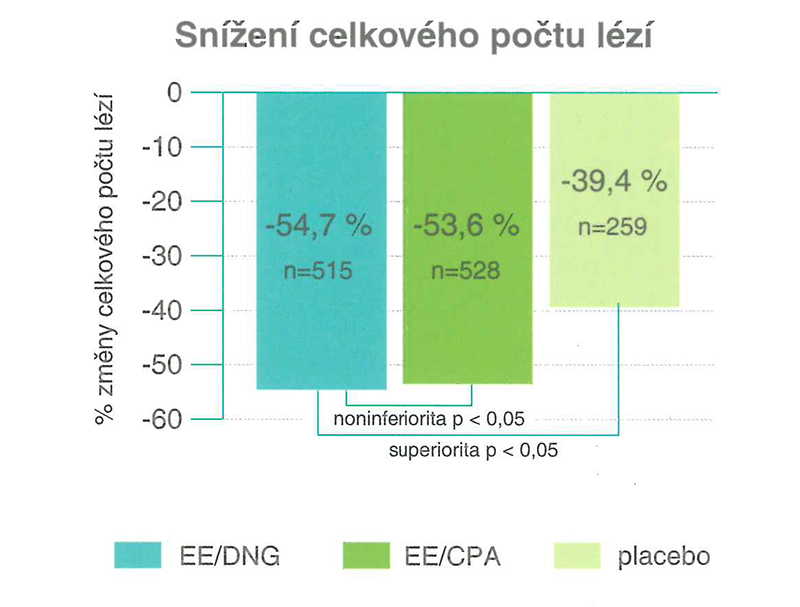 Snížení celkového počtu lézí
% změny celkového počtu lézí
0
-10
-20
-30
-40
-50
-60
-54,7 %
n=515
-53,6 %
n=528
-39,4 %
n=259
noninferiorita p < 0,05
superiorita p < 0,05
EE/DNG
EE/CPA
placebo